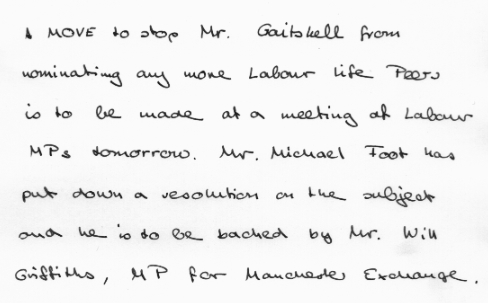 A MOVE to stop Mr. Gaitskell from
nominating any more Labour life Peers
is to be made at a meeting of Labour
MPs tomorrow. Mr. Michael Foot has
put down a resolution on the subject
and he is to be backed by Mr. Will
Griffiths, MP for Manchester Exchange.